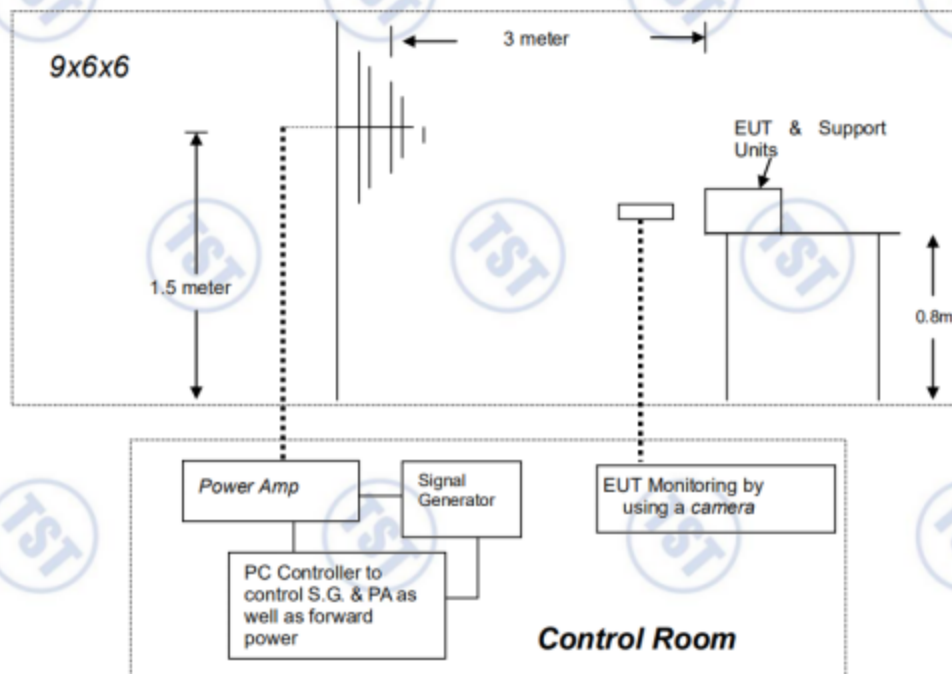 9x6x6
3 meter
EUT & Support
Units
1.5 meter
0.8m
Power Amp
Signal
Generator
EUT Monitoring by
using a camera
PC Controller to
control S.G. & PA as
well as forward
power
Control Room
TST
TST
TST
TST
TST
TST